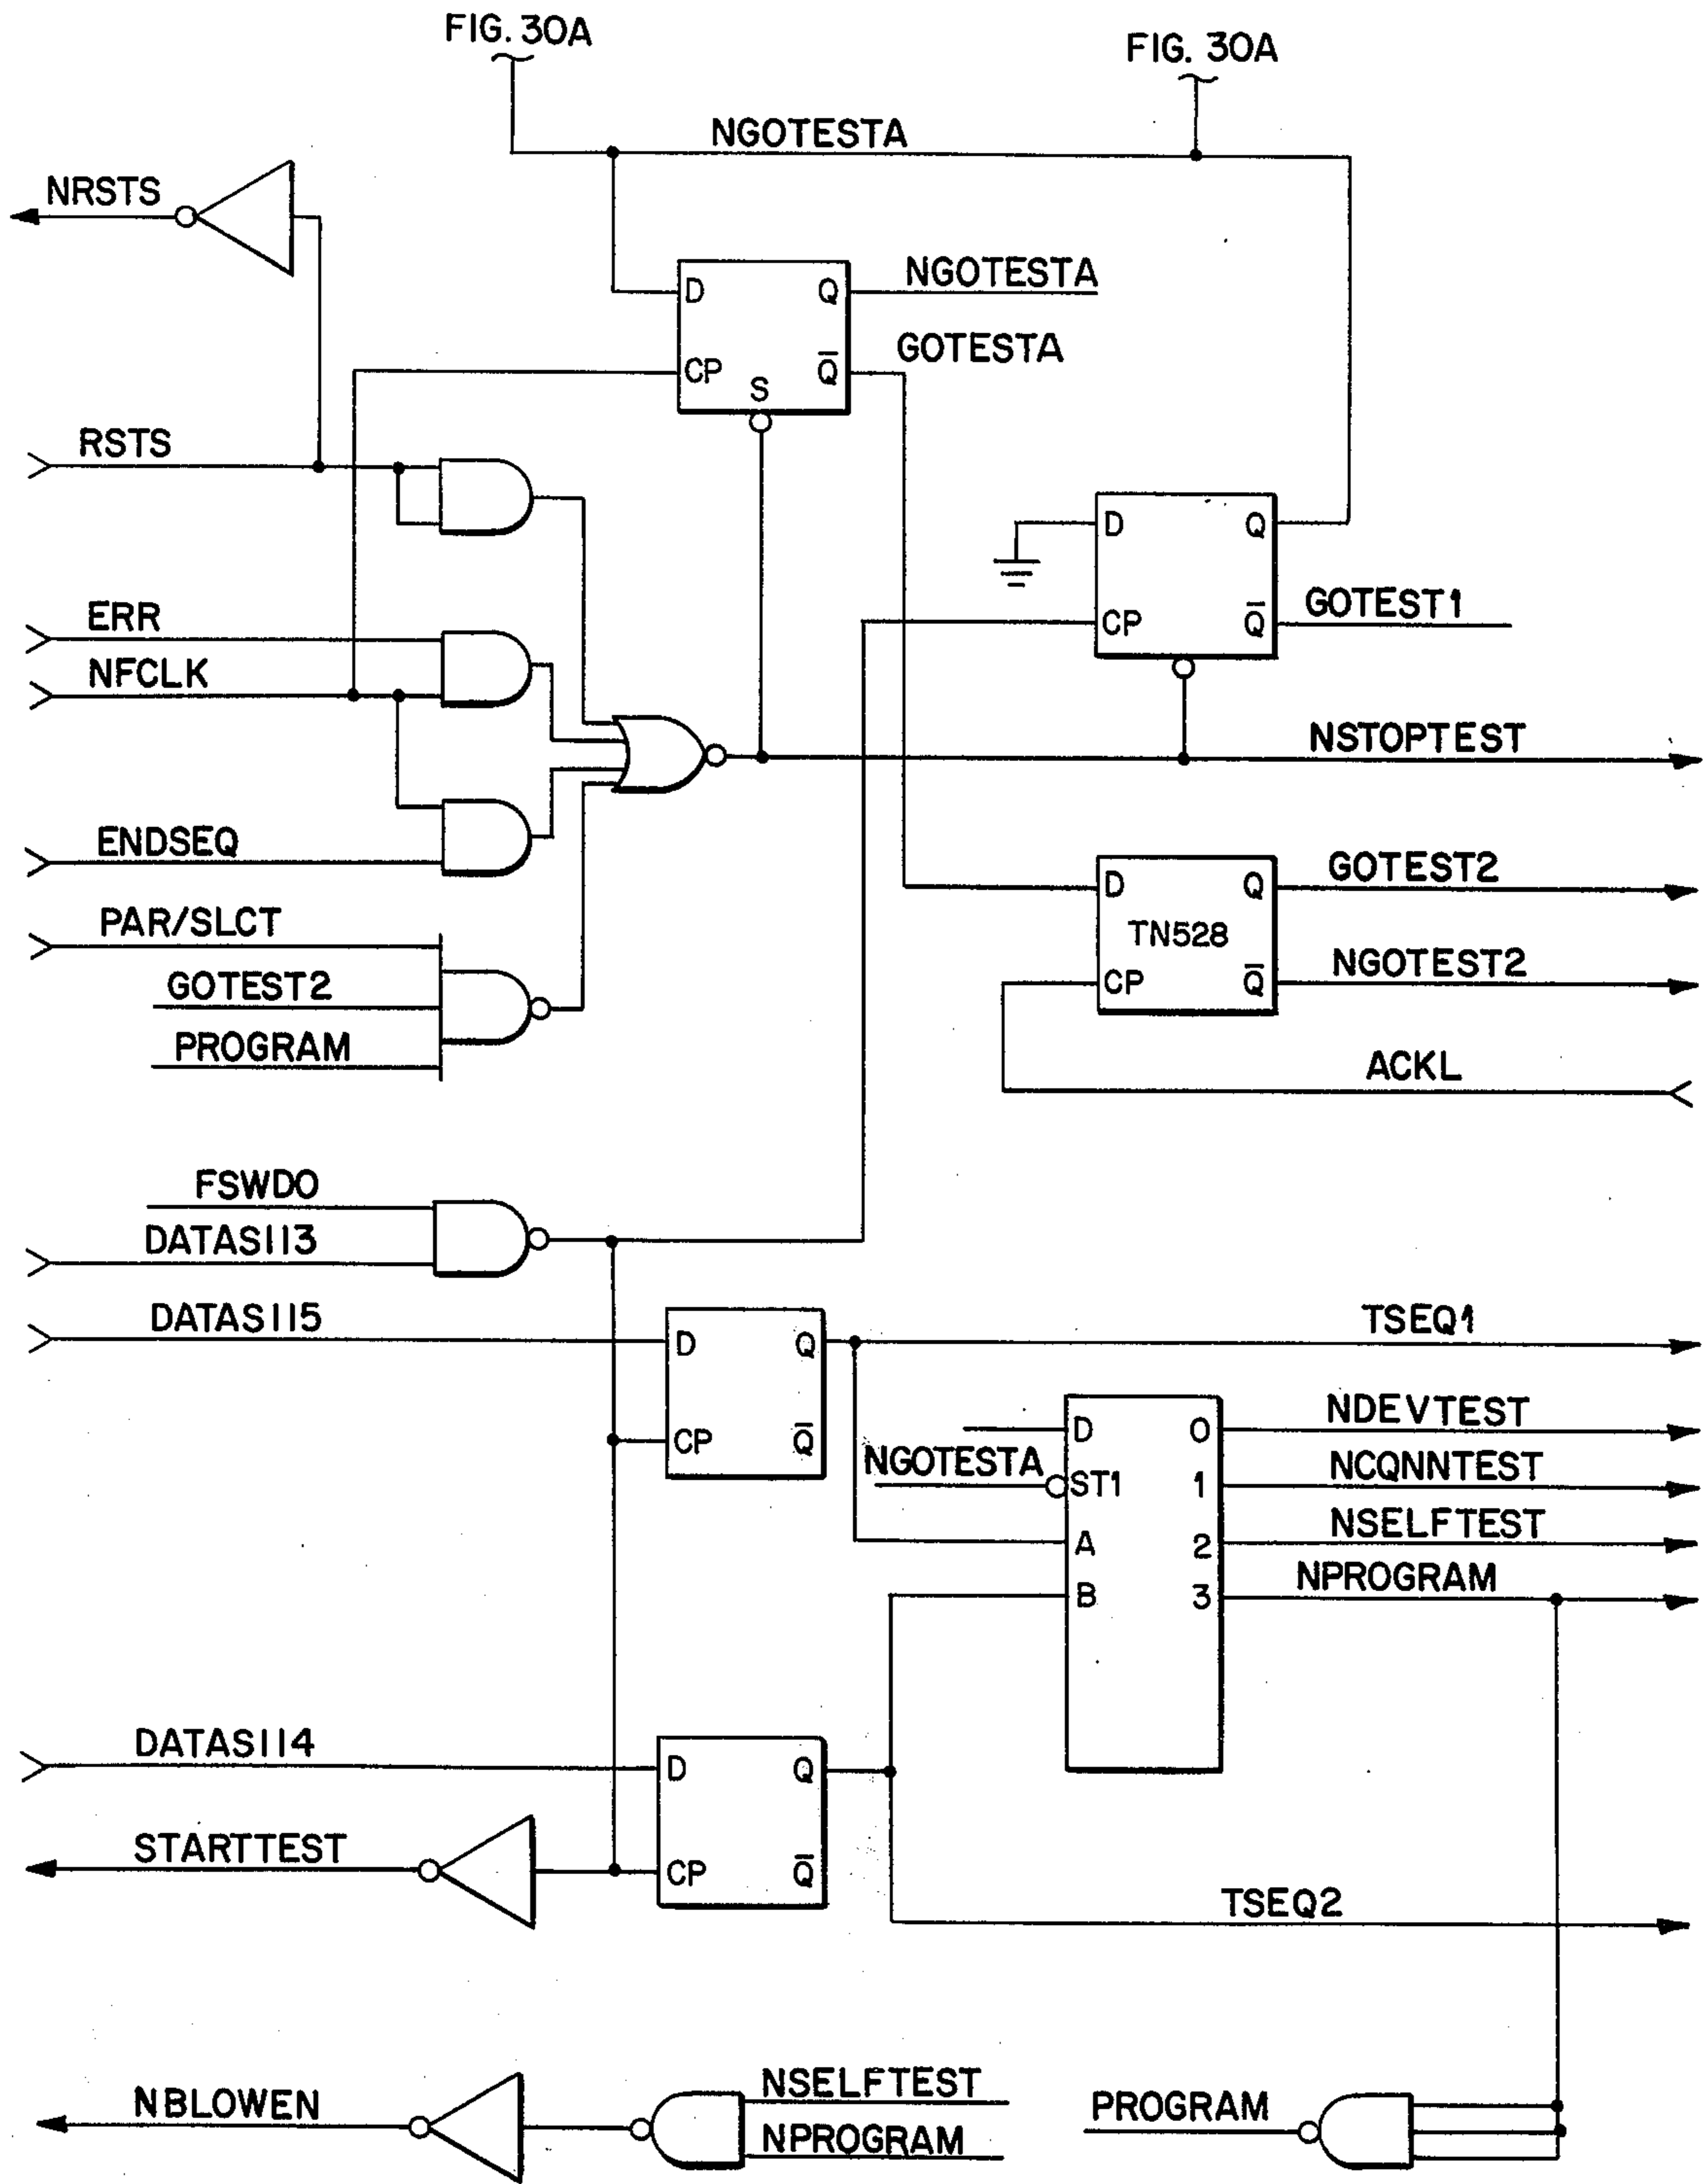 FIG. 30A
FIG. 30A
NGOTESTA
NRSTS
D Q NGOTESTA
GOTESTA
CP S Q̅
RSTS
D Q
ERR
CP Q̅ GOTEST1
NFCLK
NSTOPTEST
ENDSEQ
D Q GOTEST2
PAR/SLCT
TN528
GOTEST2
CP Q̅ NGOTEST2
PROGRAM
ACKL
FSWDO
DATAS113
DATAS115
D Q TSEQ1
D 0 NDEVTEST
CP Q̅
NGOTESTA ST1 1 NCQNNTEST
A 2 NSELFTEST
B 3 NPROGRAM
DATAS114
D Q
STARTTEST
CP Q̅
TSEQ2
NBLOWEN
NSELFTEST
NPROGRAM
PROGRAM